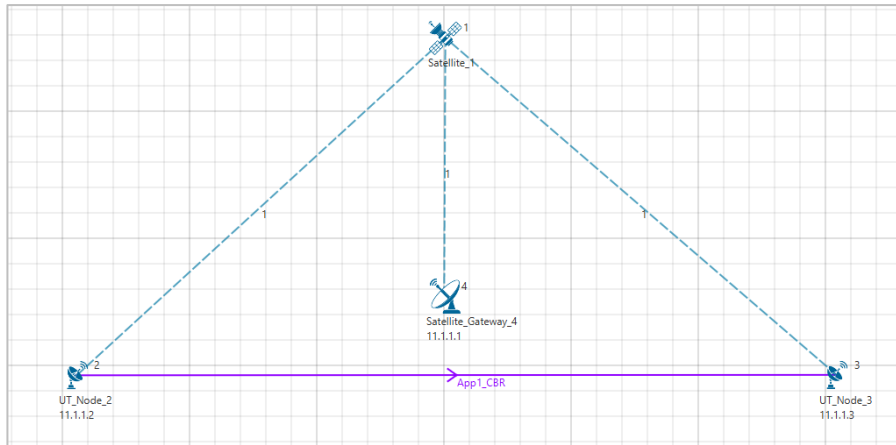 1
Satellite_1
1
1
1
4
Satellite_Gateway_4
11.1.1.1
2
3
App1_CBR
UT_Node_2
11.1.1.2
UT_Node_3
11.1.1.3